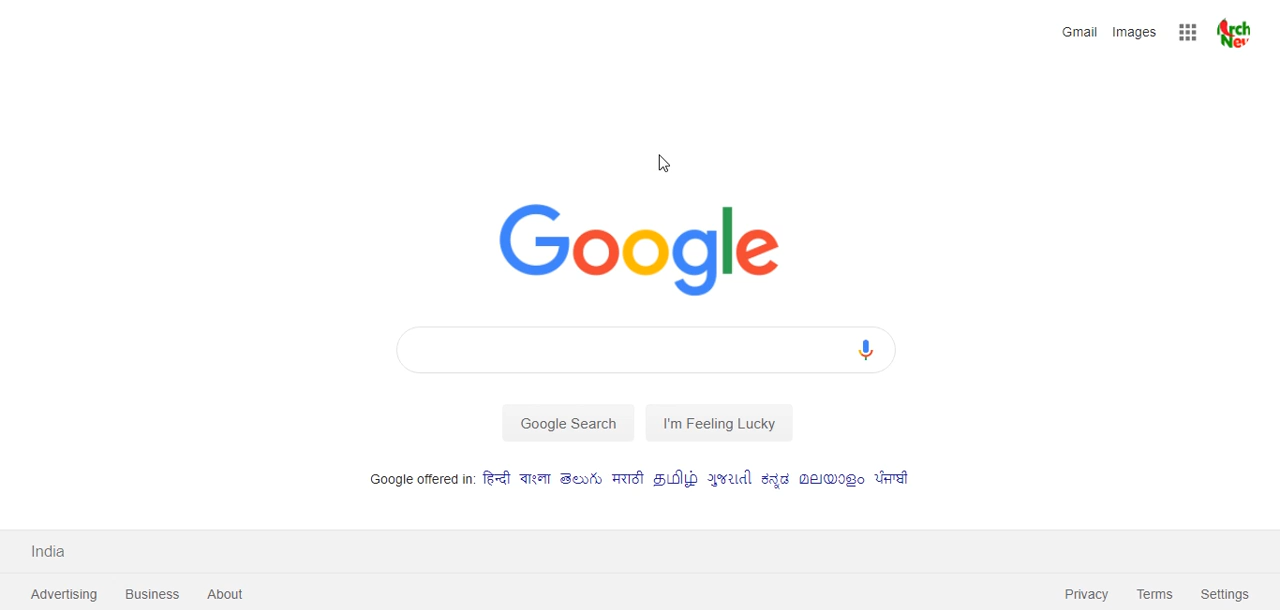 Gmail Images
Google
Google Search I'm Feeling Lucky
Google offered in: हिन्दी বাংলা తెలుగు मराठी தமிழ் ગુજરાતી ಕನ್ನಡ മലയാളം ਪੰਜਾਬੀ
India
Advertising Business About Privacy Terms Settings